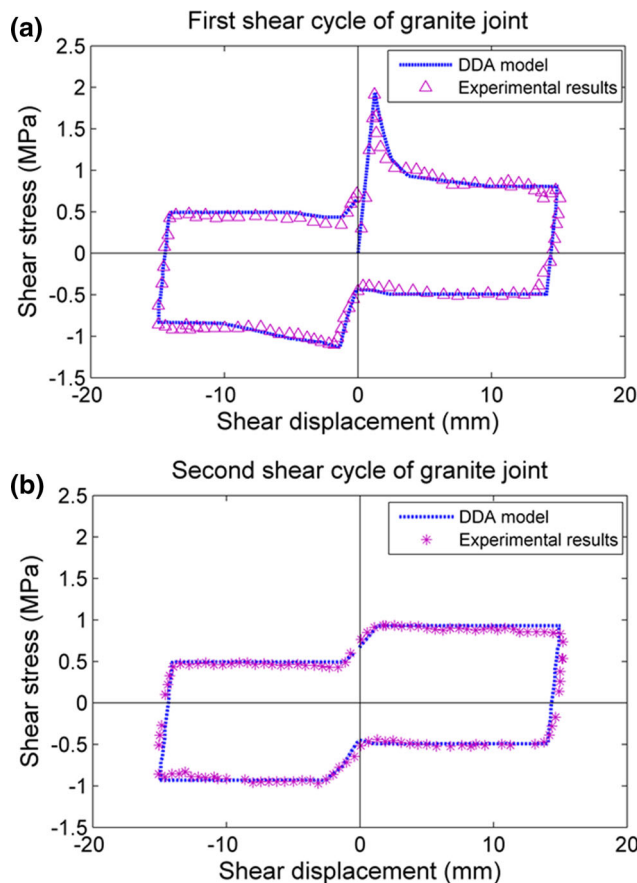 (a)
First shear cycle of granite joint
2.5
2
1.5
1
0.5
0
-0.5
-1
-1.5
Shear stress (MPa)
DDA model
Experimental results
-20 -10 0 10 20
Shear displacement (mm)
(b)
Second shear cycle of granite joint
2.5
2
1.5
1
0.5
0
-0.5
-1
-1.5
Shear stress (MPa)
DDA model
Experimental results
-20 -10 0 10 20
Shear displacement (mm)